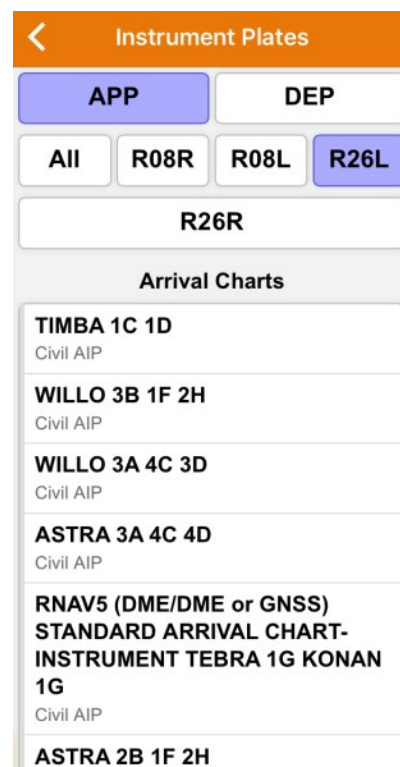 Instrument Plates
APP DEP
All R08R R08L R26L
R26R
Arrival Charts
TIMBA 1C 1D
Civil AIP
WILLO 3B 1F 2H
Civil AIP
WILLO 3A 4C 3D
Civil AIP
ASTRA 3A 4C 4D
Civil AIP
RNAV5 (DME/DME or GNSS)
STANDARD ARRIVAL CHART-
INSTRUMENT TEBRA 1G KONAN
1G
Civil AIP
ASTRA 2B 1F 2H